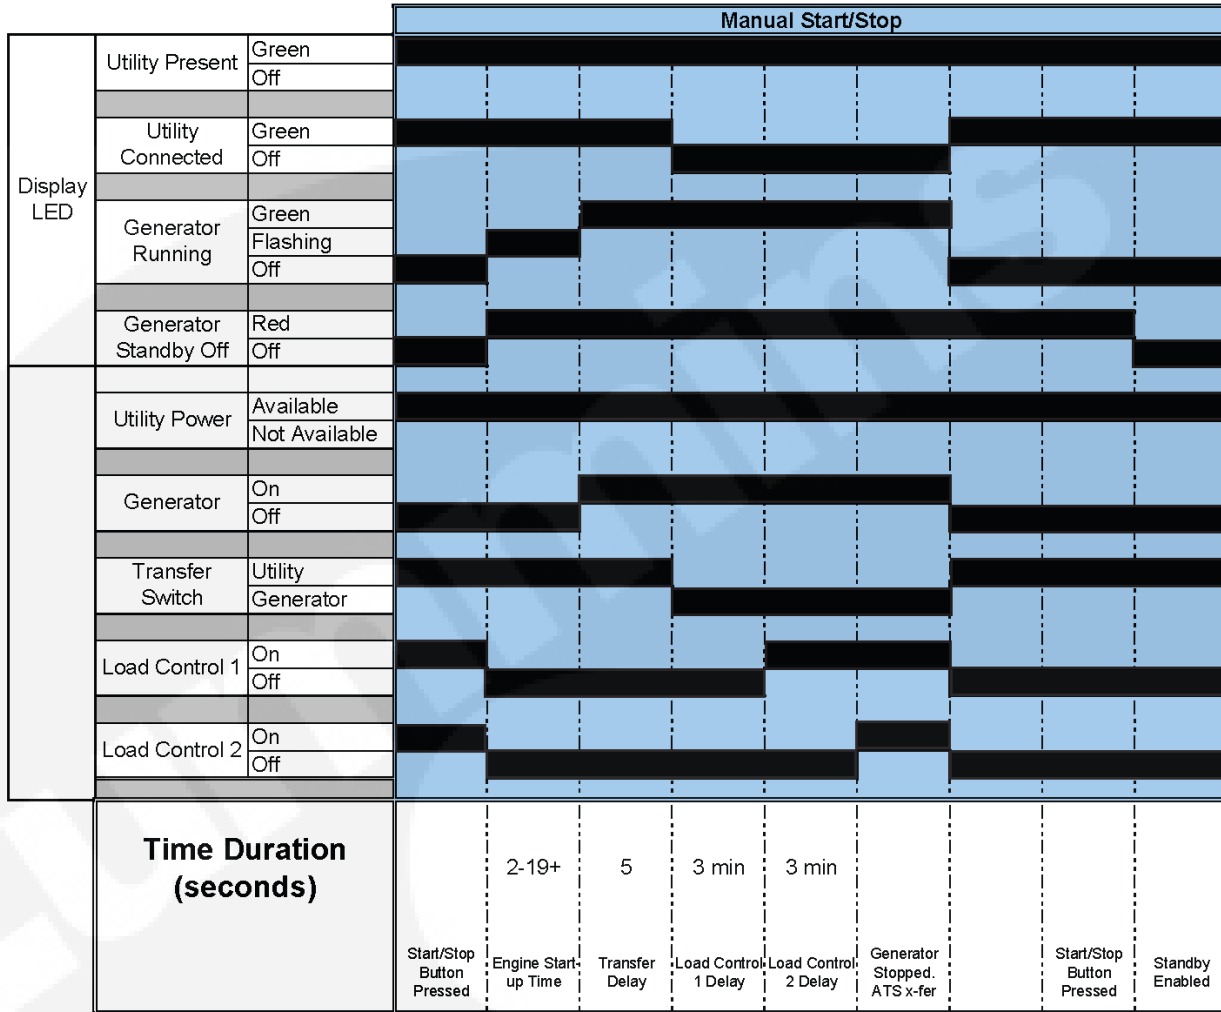 Manual Start/Stop
Display
LED
Utility Present
Green
Off
Utility
Connected
Green
Off
Generator
Running
Green
Flashing
Off
Generator
Standby Off
Red
Off
Utility Power
Available
Not Available
Generator
On
Off
Transfer
Switch
Utility
Generator
Load Control 1
On
Off
Load Control 2
On
Off
Time Duration
(seconds)
2-19+
5
3 min
3 min
Start/Stop
Button
Pressed
Engine Start-
up Time
Transfer
Delay
Load Control
1 Delay
Load Control
2 Delay
Generator
Stopped.
ATS x-fer
Start/Stop
Button
Pressed
Standby
Enabled
Cummins